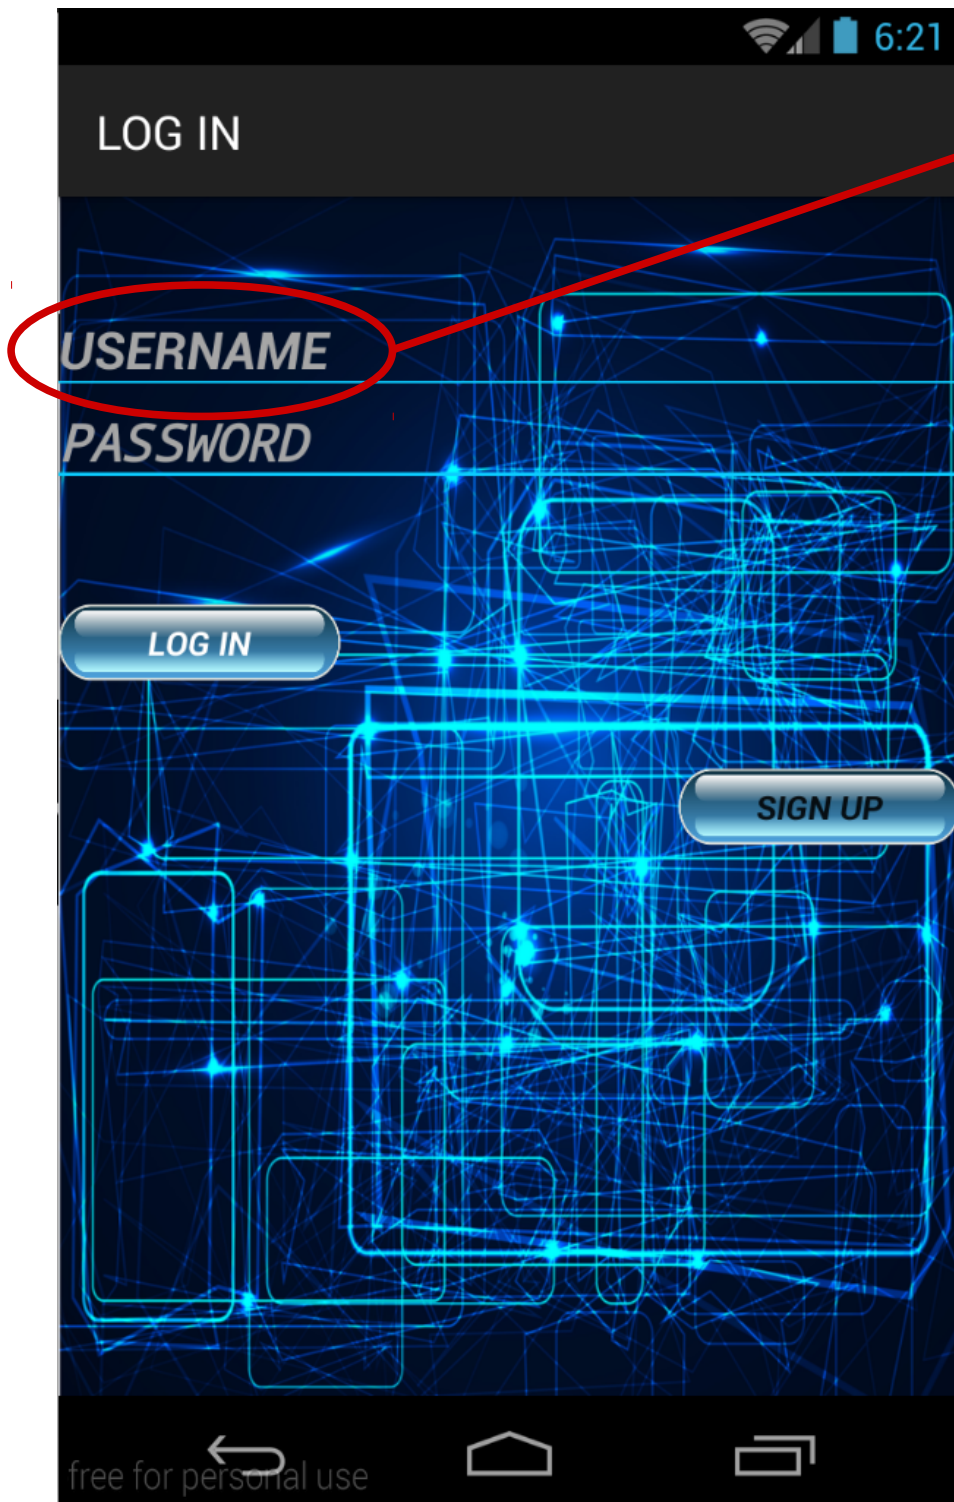 6:21
LOG IN
USERNAME
PASSWORD
LOG IN
SIGN UP
free for personal use